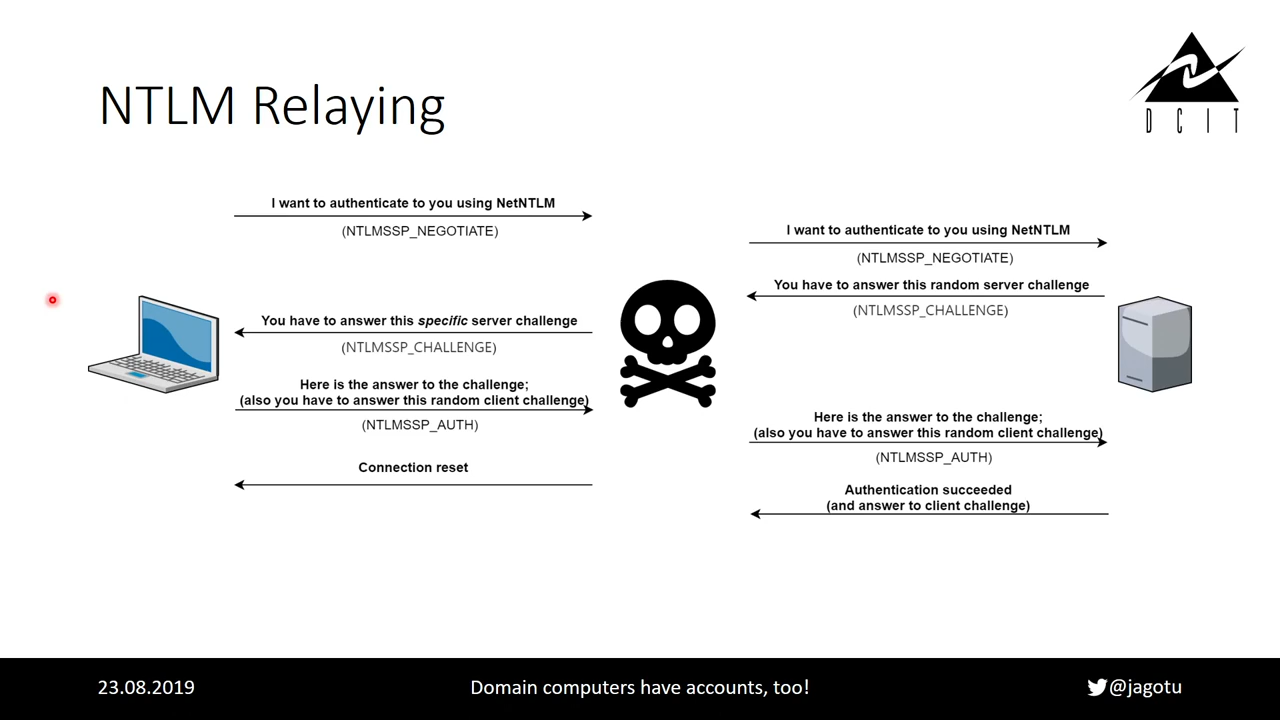 NTLM Relaying
DCIT
I want to authenticate to you using NetNTLM
(NTLMSSP_NEGOTIATE)
I want to authenticate to you using NetNTLM
(NTLMSSP_NEGOTIATE)
You have to answer this random server challenge
(NTLMSSP_CHALLENGE)
You have to answer this specific server challenge
(NTLMSSP_CHALLENGE)
Here is the answer to the challenge;
(also you have to answer this random client challenge)
(NTLMSSP_AUTH)
Here is the answer to the challenge;
(also you have to answer this random client challenge)
(NTLMSSP_AUTH)
Connection reset
Authentication succeeded
(and answer to client challenge)
23.08.2019
Domain computers have accounts, too!
@jagotu